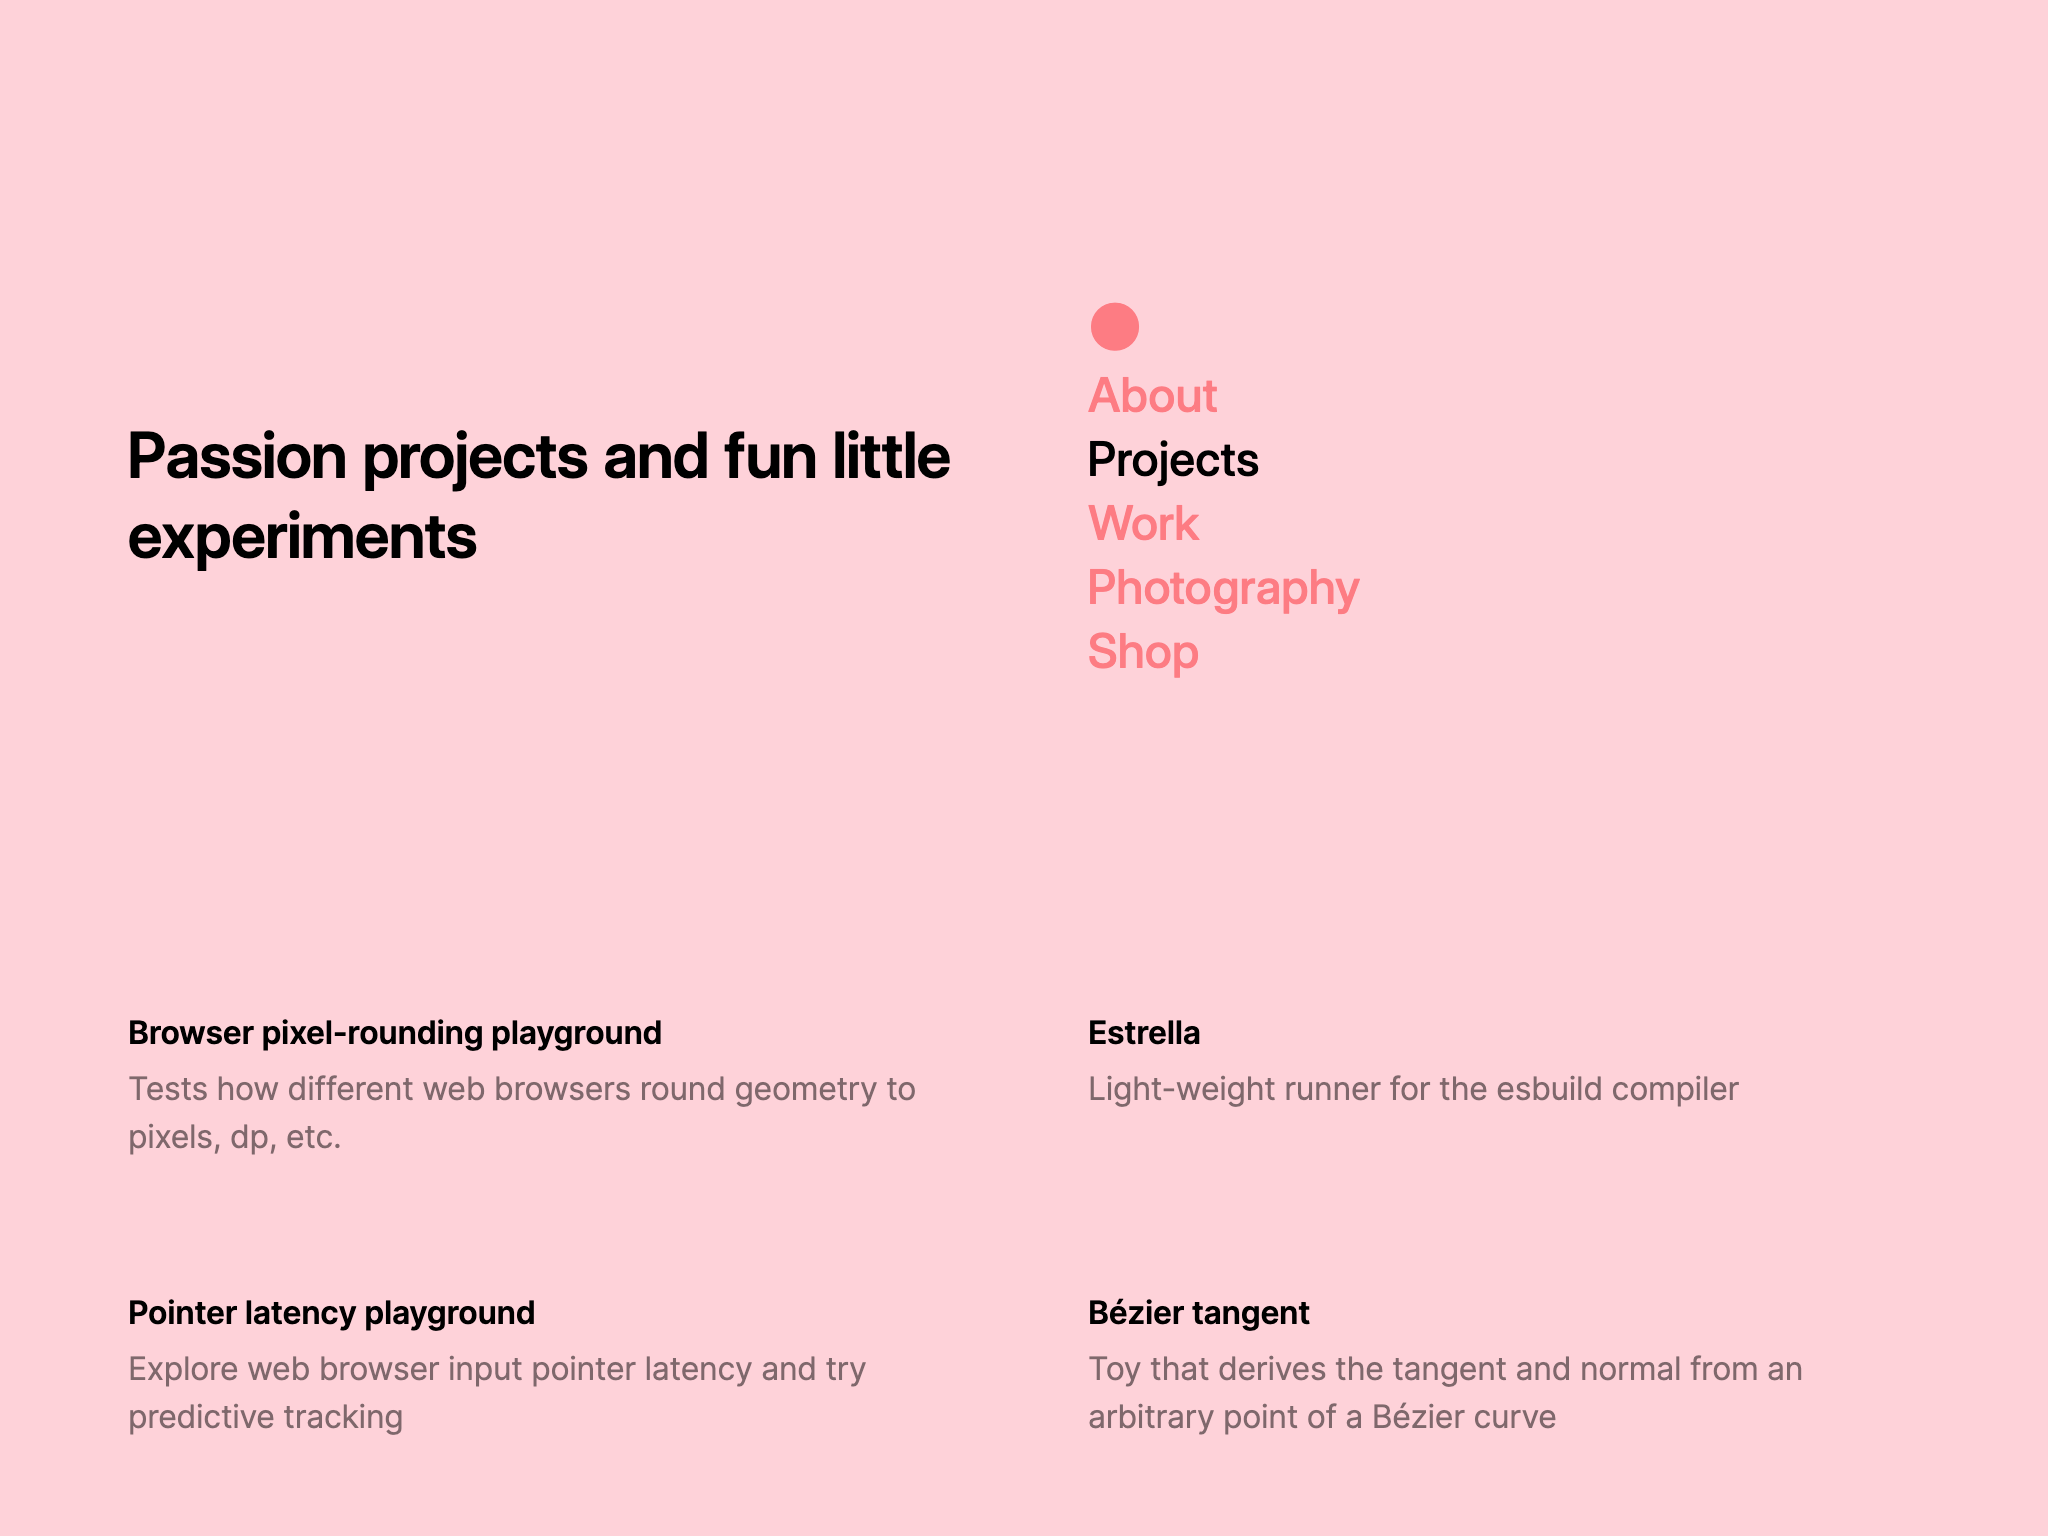 Passion projects and fun little
experiments
About
Projects
Work
Photography
Shop
Browser pixel-rounding playground
Tests how different web browsers round geometry to
pixels, dp, etc.
Estrella
Light-weight runner for the esbuild compiler
Pointer latency playground
Explore web browser input pointer latency and try
predictive tracking
Bézier tangent
Toy that derives the tangent and normal from an
arbitrary point of a Bézier curve